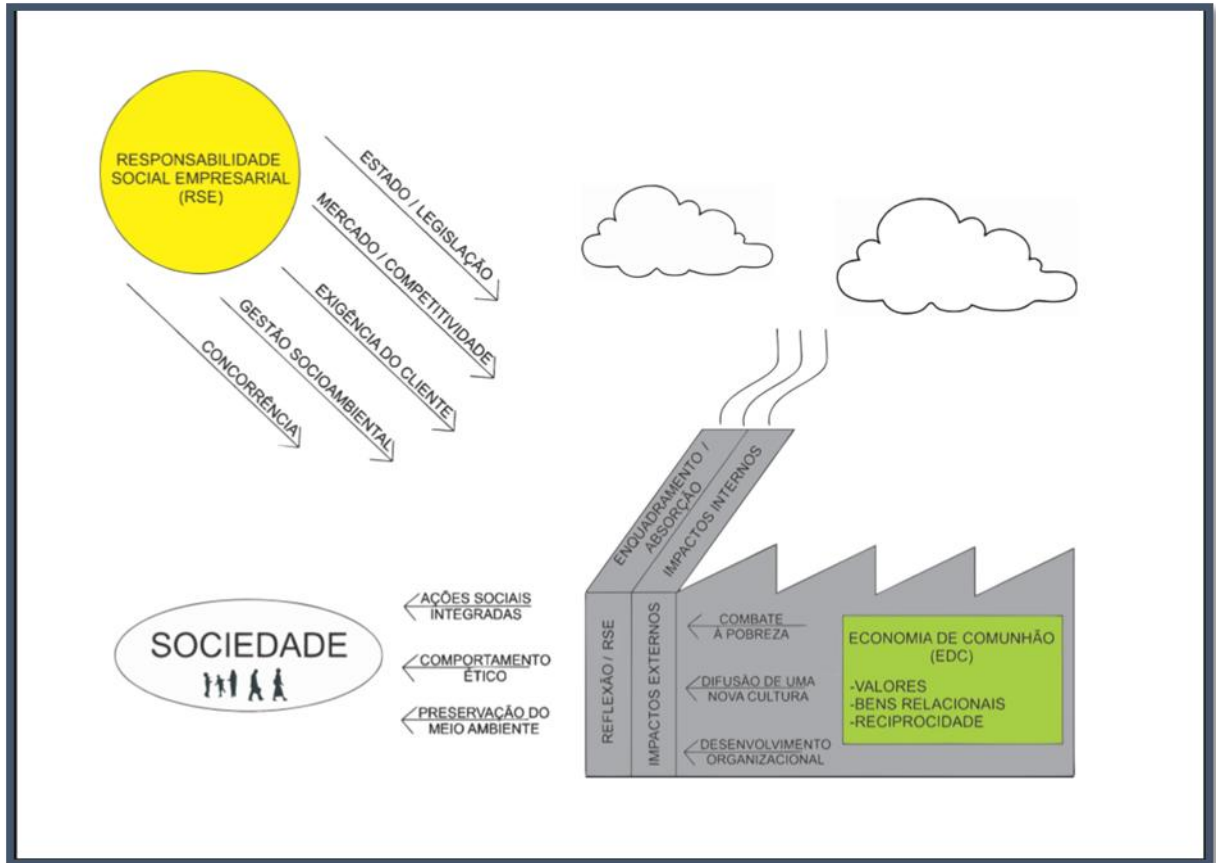 RESPONSABILIDADE
SOCIAL EMPRESARIAL
(RSE)
ESTADO / LEGISLAÇÃO
MERCADO / COMPETITIVIDADE
EXIGÊNCIA DO CLIENTE
GESTÃO SOCIOAMBIENTAL
CONCORRÊNCIA
ENQUADRAMENTO /
ABSORÇÃO
IMPACTOS INTERNOS
SOCIEDADE
AÇÕES SOCIAIS
INTEGRADAS
COMPORTAMENTO
ÉTICO
PRESERVAÇÃO DO
MEIO AMBIENTE
REFLEXÃO / RSE
IMPACTOS EXTERNOS
COMBATE
À POBREZA
DIFUSÃO DE UMA
NOVA CULTURA
DESENVOLVIMENTO
ORGANIZACIONAL
ECONOMIA DE COMUNHÃO
(EDC)
-VALORES
-BENS RELACIONAIS
-RECIPROCIDADE